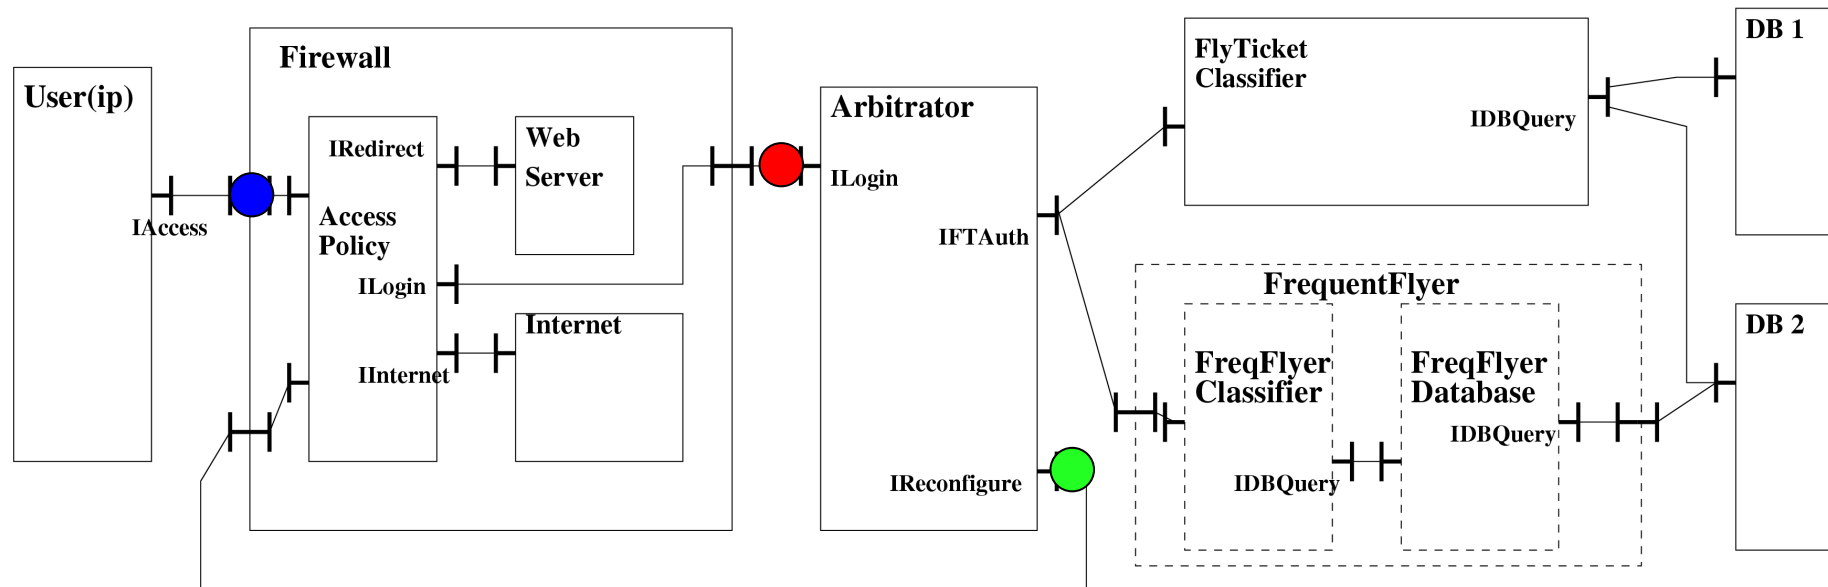 User(ip)
IAccess
Firewall
IRedirect
Access
Policy
ILogin
IInternet
Web
Server
Internet
Arbitrator
ILogin
IFTAuth
IReconfigure
FlyTicket
Classifier
IDBQuery
FrequentFlyer
FreqFlyer
Classifier
IDBQuery
FreqFlyer
Database
IDBQuery
DB 1
DB 2